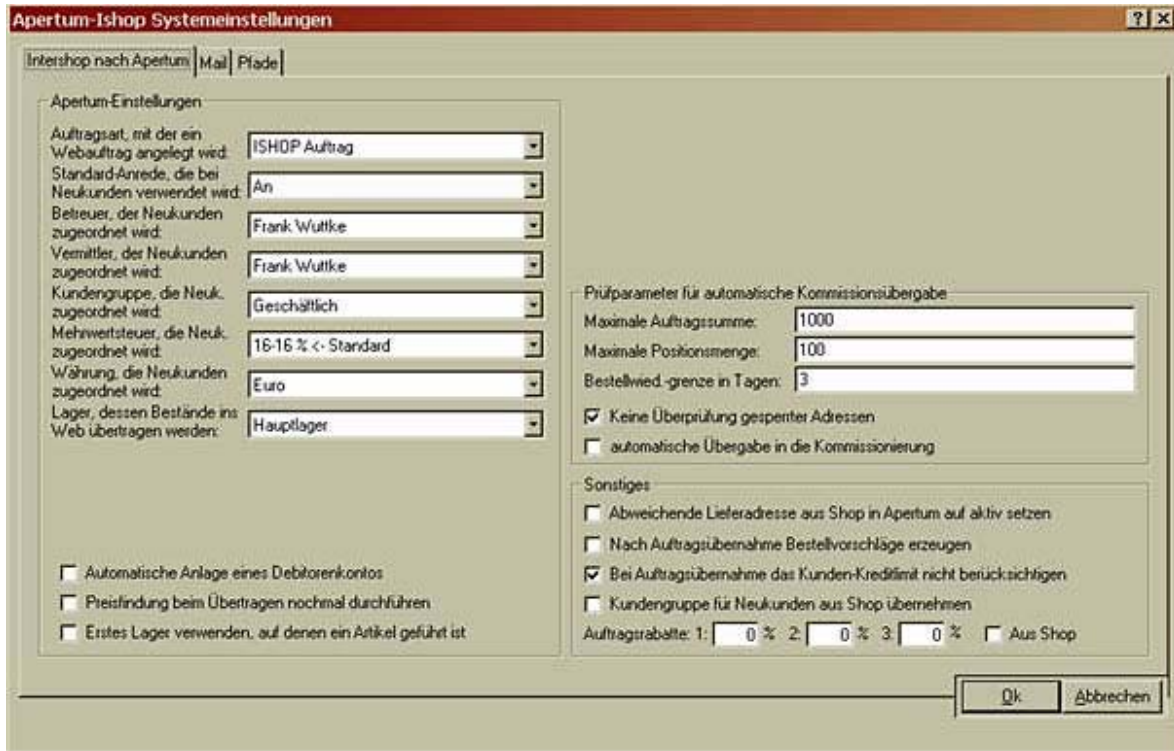 Apertum-Ishop Systemeinstellungen
Intershop nach Apertum
Mail
Pfade
Apertum-Einstellungen
Auftragsart, mit der ein
Webauftrag angelegt wird:
ISHOP Auftrag
Standard-Anrede, die bei
Neukunden verwendet wird:
An
Betreuer, der Neukunden
zugeordnet wird:
Frank Wuttke
Vermittler, der Neukunden
zugeordnet wird:
Frank Wuttke
Kundengruppe, die Neuk.
zugeordnet wird:
Geschäftlich
Mehrwertsteuer, die Neuk.
zugeordnet wird:
16-16 % <- Standard
Währung, die Neukunden
zugeordnet wird:
Euro
Lager, dessen Bestände ins
Web übertragen werden:
Hauptlager
Automatische Anlage eines Debitorenkontos
Preisfindung beim Übertragen nochmal durchführen
Erstes Lager verwenden, auf denen ein Artikel geführt ist
Prüfparameter für automatische Kommissionsübergabe
Maximale Auftragssumme: 1000
Maximale Positionsmenge: 100
Bestellwied.-grenze in Tagen: 3
Keine Überprüfung gesperrter Adressen
automatische Übergabe in die Kommissionierung
Sonstiges
Abweichende Lieferadresse aus Shop in Apertum auf aktiv setzen
Nach Auftragsübernahme Bestellvorschläge erzeugen
Bei Auftragsübernahme das Kunden-Kreditlimit nicht berücksichtigen
Kundengruppe für Neukunden aus Shop übernehmen
Auftragsrabatte: 1: 0 % 2: 0 % 3: 0 % Aus Shop
Ok
Abbrechen